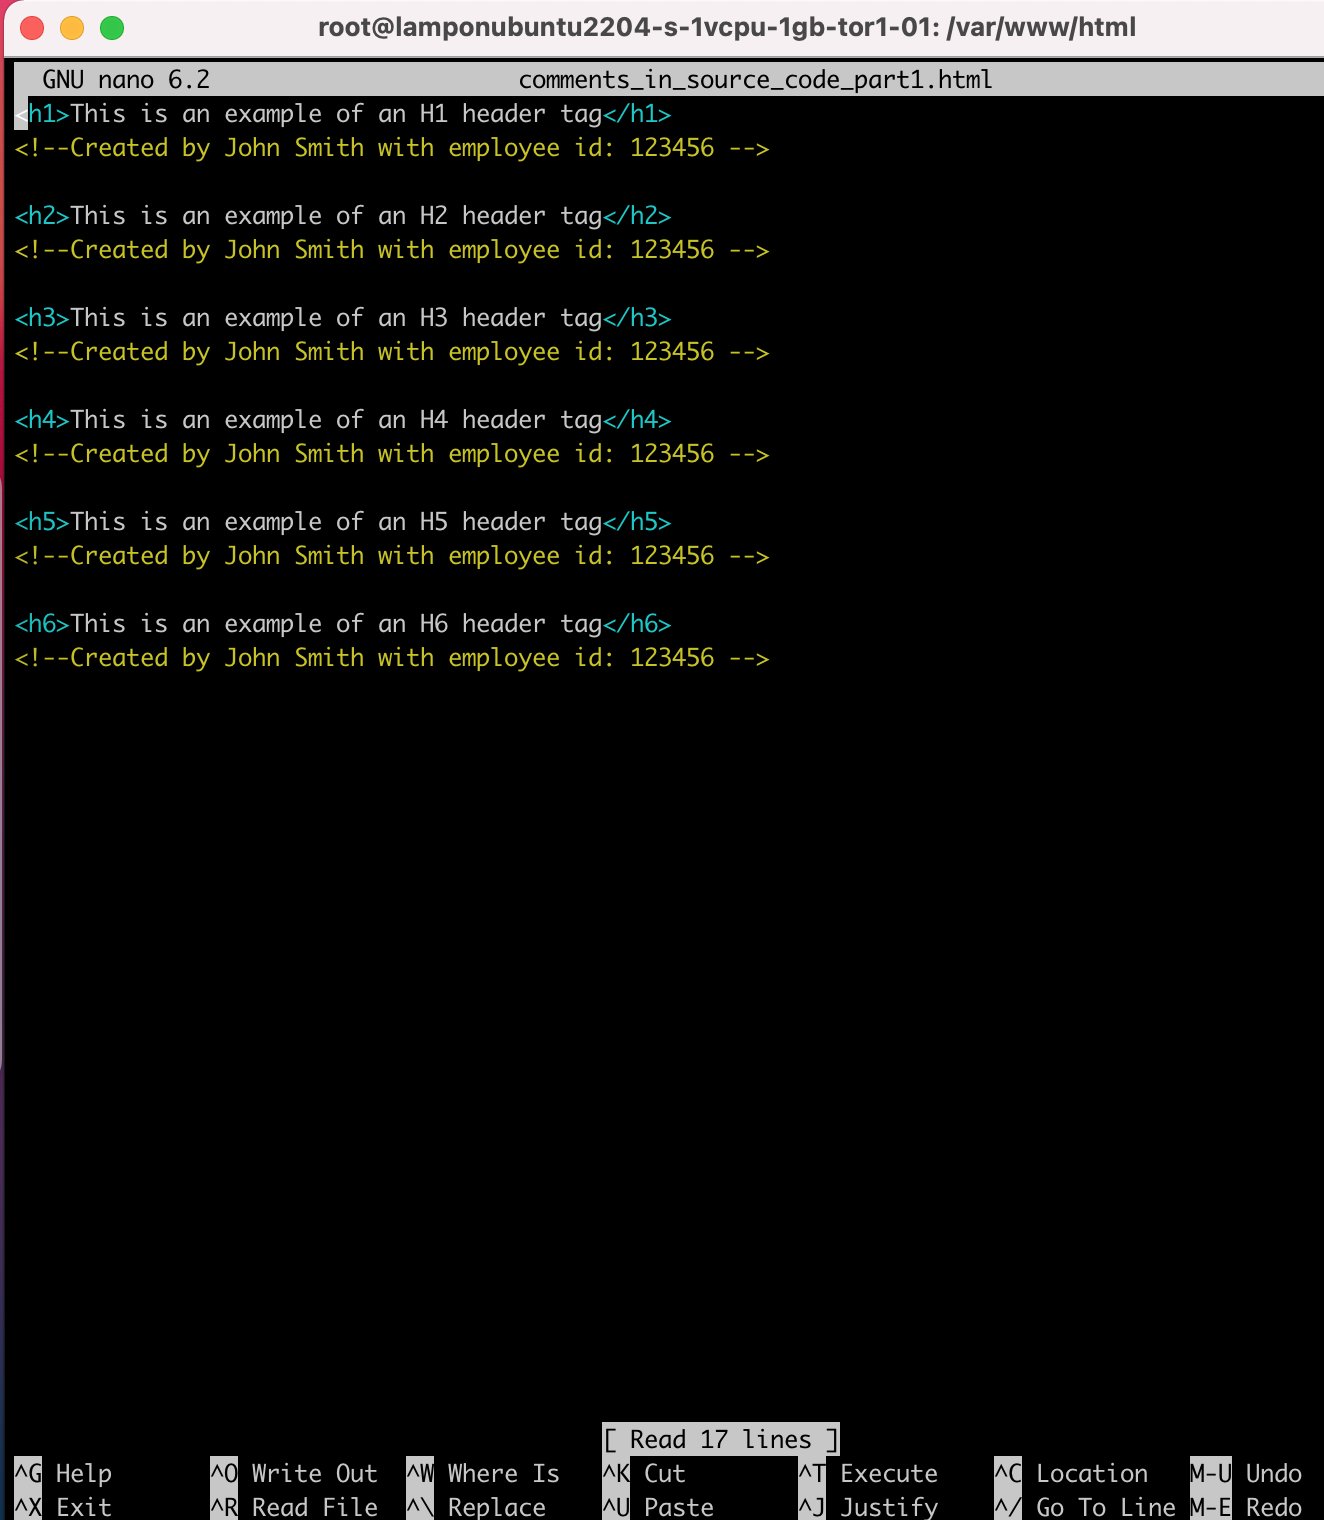 root@lamponubuntu2204-s-1vcpu-1gb-tor1-01: /var/www/html
GNU nano 6.2 comments_in_source_code_part1.html
<h1>This is an example of an H1 header tag</h1>
<!--Created by John Smith with employee id: 123456 -->
<h2>This is an example of an H2 header tag</h2>
<!--Created by John Smith with employee id: 123456 -->
<h3>This is an example of an H3 header tag</h3>
<!--Created by John Smith with employee id: 123456 -->
<h4>This is an example of an H4 header tag</h4>
<!--Created by John Smith with employee id: 123456 -->
<h5>This is an example of an H5 header tag</h5>
<!--Created by John Smith with employee id: 123456 -->
<h6>This is an example of an H6 header tag</h6>
<!--Created by John Smith with employee id: 123456 -->
[ Read 17 lines ]
^G Help ^O Write Out ^W Where Is ^K Cut ^T Execute ^C Location M-U Undo
^X Exit ^R Read File ^\ Replace ^U Paste ^J Justify ^/ Go To Line M-E Redo